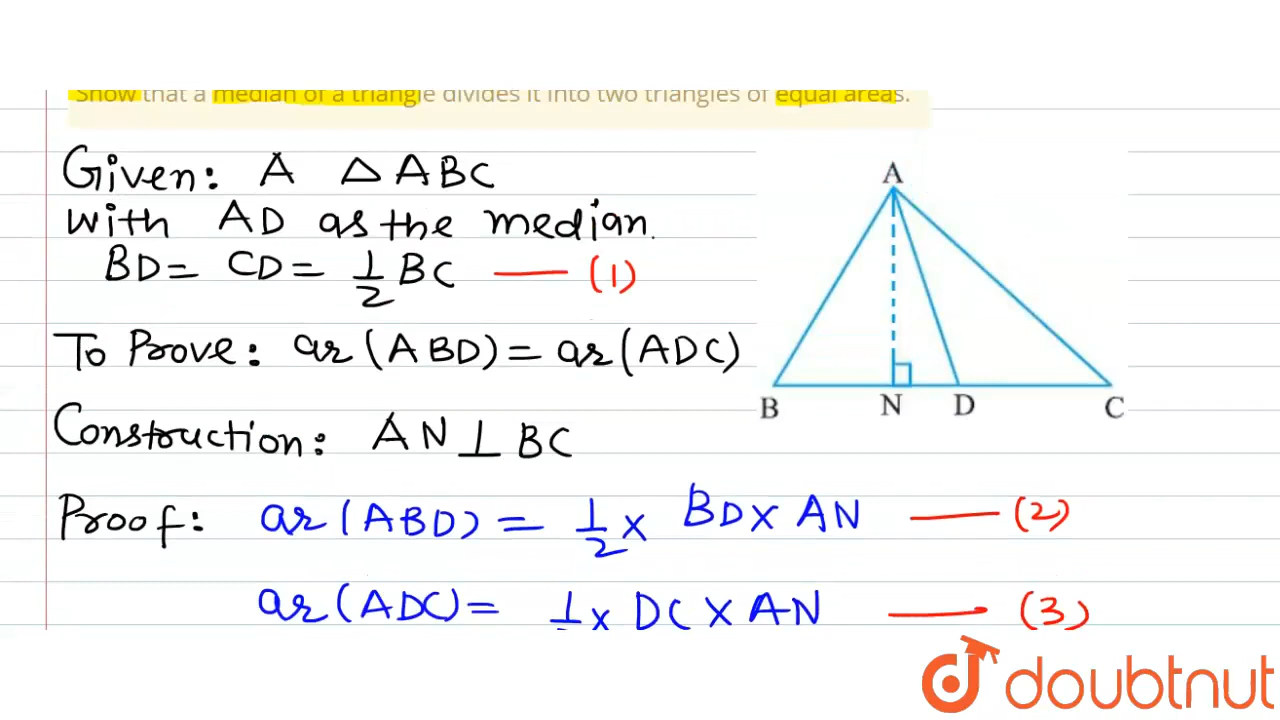 Show that a median of a triangle divides it into two triangles of equal areas.
Given: A △ABC
with AD as the median.
BD = CD = 1/2 BC — (1)
To Prove: ar(ABD) = ar(ADC)
Construction: AN ⊥ BC
Proof: ar(ABD) = 1/2 × BD × AN — (2)
ar(ADC) = 1/2 × DC × AN — (3)
A
B N D C
doubtnut